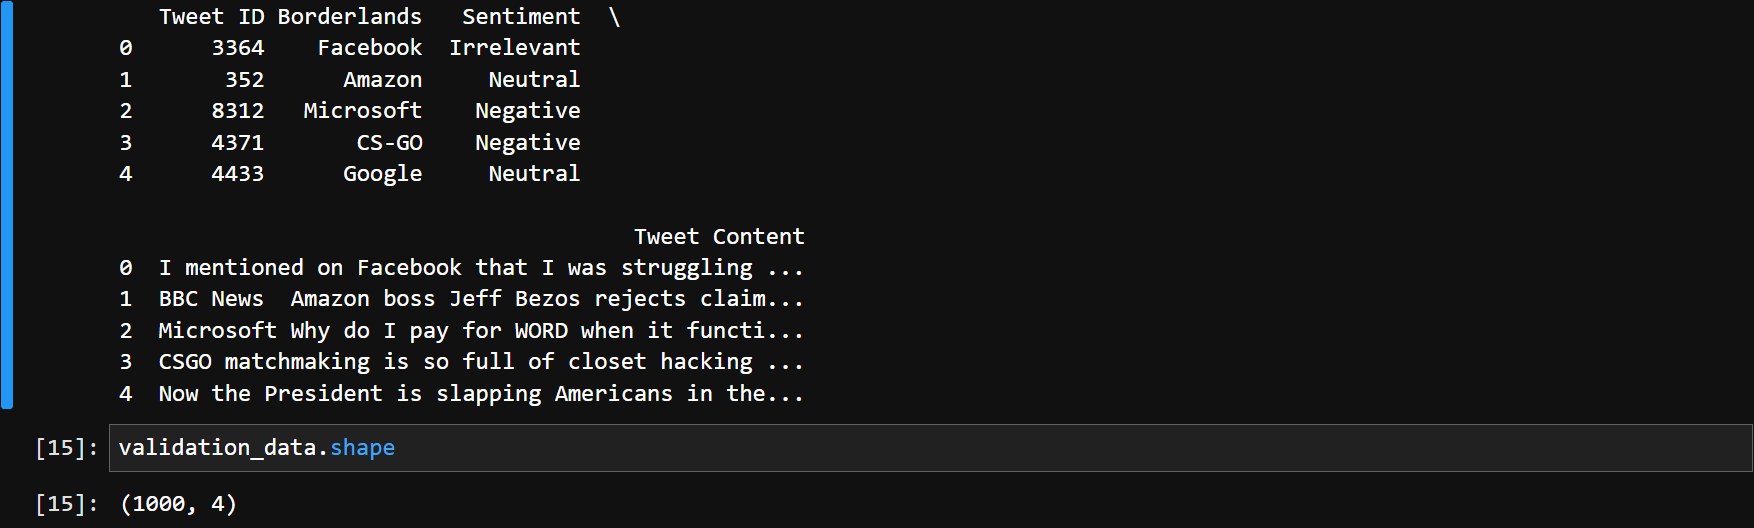 Tweet ID Borderlands Sentiment \
0 3364 Facebook Irrelevant
1 352 Amazon Neutral
2 8312 Microsoft Negative
3 4371 CS-GO Negative
4 4433 Google Neutral
Tweet Content
0 I mentioned on Facebook that I was struggling ...
1 BBC News  Amazon boss Jeff Bezos rejects claim...
2 Microsoft Why do I pay for WORD when it functi...
3 CSGO matchmaking is so full of closet hacking ...
4 Now the President is slapping Americans in the...
[15]: validation_data.shape
[15]: (1000, 4)